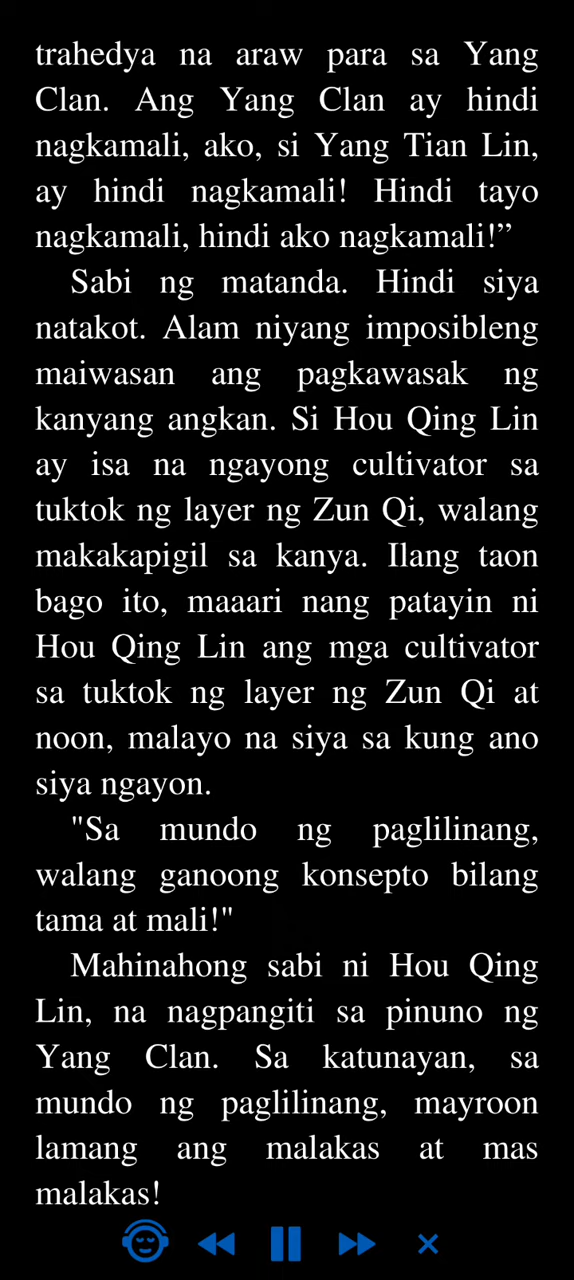 trahedya na araw para sa Yang
Clan. Ang Yang Clan ay hindi
nagkamali, ako, si Yang Tian Lin,
ay hindi nagkamali! Hindi tayo
nagkamali, hindi ako nagkamali!”
Sabi ng matanda. Hindi siya
natakot. Alam niyang imposibleng
maiwasan ang pagkawasak ng
kanyang angkan. Si Hou Qing Lin
ay isa na ngayong cultivator sa
tuktok ng layer ng Zun Qi, walang
makakapigil sa kanya. Ilang taon
bago ito, maaari nang patayin ni
Hou Qing Lin ang mga cultivator
sa tuktok ng layer ng Zun Qi at
noon, malayo na siya sa kung ano
siya ngayon.
"Sa mundo ng paglilinang,
walang ganoong konsepto bilang
tama at mali!"
Mahinahong sabi ni Hou Qing
Lin, na nagpangiti sa pinuno ng
Yang Clan. Sa katunayan, sa
mundo ng paglilinang, mayroon
lamang ang malakas at mas
malakas!